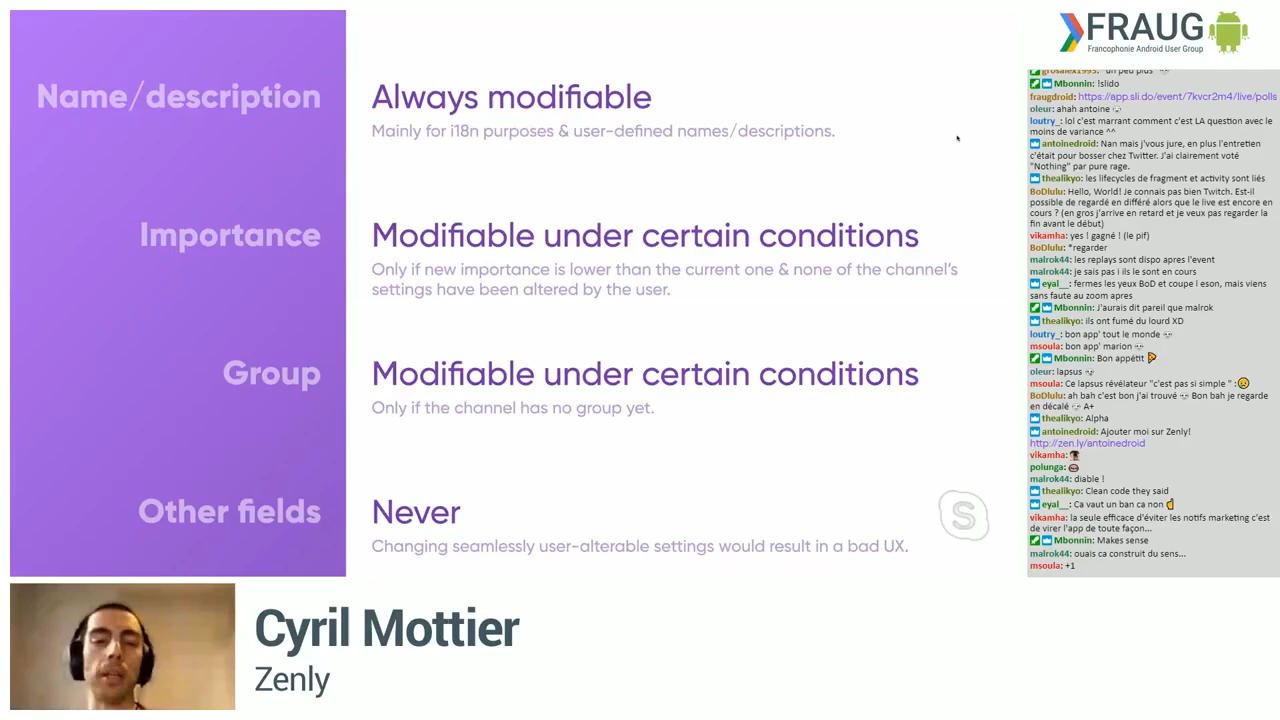 Name/description
Always modifiable
Mainly for i18n purposes & user-defined names/descriptions.
Importance
Modifiable under certain conditions
Only if new importance is lower than the current one & none of the channel's
settings have been altered by the user.
Group
Modifiable under certain conditions
Only if the channel has no group yet.
Other fields
Never
Changing seamlessly user-alterable settings would result in a bad UX.
S
Cyril Mottier
Zenly
FRAUG
Francophonie Android User Group
grosalex1993: "un peu plus"
Mbonnin: !slido
fraugdroid: https://app.sli.do/event/7kvcr2m4/live/polls
oleur: ahah antoine
loutry_: lol c'est marrant comment c'est LA question avec le
moins de variance ^^
antoinedroid: Nan mais j'vous jure, en plus l'entretien
c'était pour bosser chez Twitter. J'ai clairement voté
"Nothing" par pure rage.
thealikyo: les lifecycles de fragment et activity sont liés
BoDlulu: Hello, World! Je connais pas bien Twitch. Est-il
possible de regardé en différé alors que le live est encore en
cours ? (en gros j'arrive en retard et je veux pas regarder la
fin avant le début)
vikamha: yes ! gagné ! (le pif)
BoDlulu: *regarder
malrok44: les replays sont dispo apres l'event
malrok44: je sais pas i ils le sont en cours
eyal__: fermes les yeux BoD et coupe l eson, mais viens
sans faute au zoom apres
Mbonnin: J'aurais dit pareil que malrok
thealikyo: ils ont fumé du lourd XD
loutry_: bon app' tout le monde
msoula: bon app' marion
Mbonnin: Bon appétit
oleur: lapsus
msoula: Ce lapsus révélateur "c'est pas si simple" :
BoDlulu: ah bah c'est bon j'ai trouvé Bon bah je regarde
en décalé A+
thealikyo: Alpha
antoinedroid: Ajouter moi sur Zenly!
http://zen.ly/antoinedroid
vikamha:
polunga:
malrok44: diable !
thealikyo: Clean code they said
eyal__: Ca vaut un ban ca non
vikamha: la seule efficace d'éviter les notifs marketing c'est
de virer l'app de toute façon...
Mbonnin: Makes sense
malrok44: ouais ca construit du sens...
msoula: +1